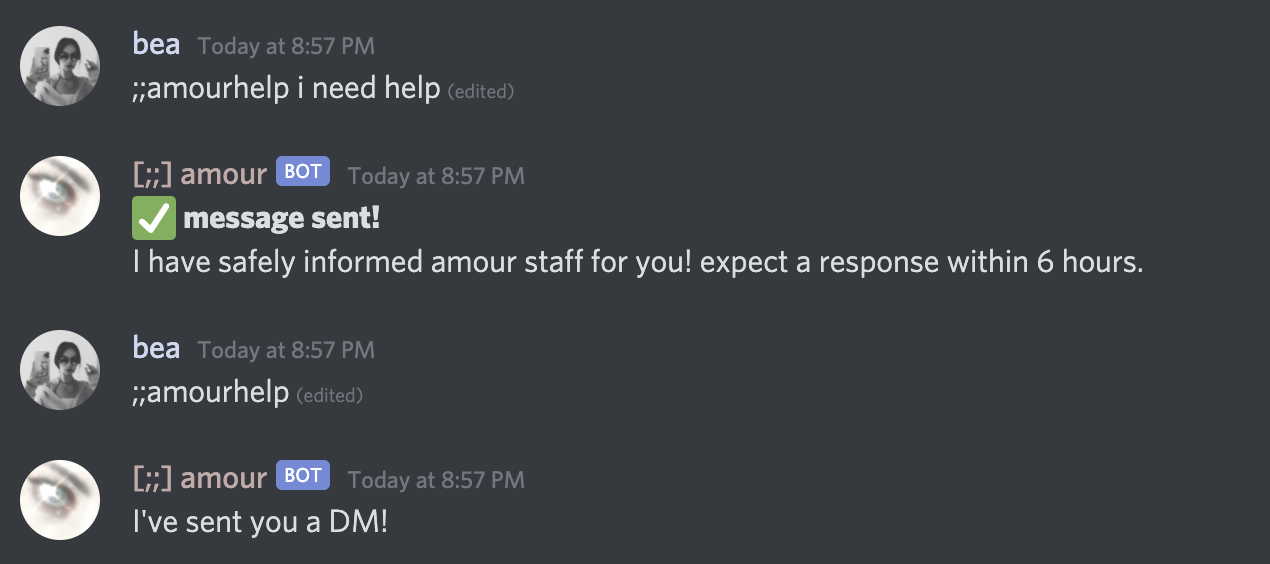 bea Today at 8:57 PM
;;amourhelp i need help (edited)
[;;] amour BOT Today at 8:57 PM
✅ message sent!
I have safely informed amour staff for you! expect a response within 6 hours.
bea Today at 8:57 PM
;;amourhelp (edited)
[;;] amour BOT Today at 8:57 PM
I've sent you a DM!